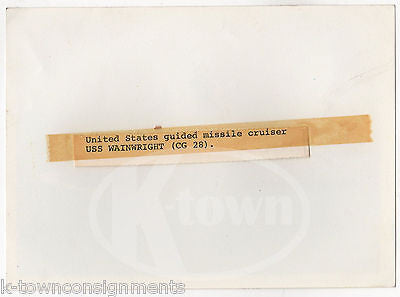 United States guided missile cruiser
USS WAINWRIGHT (CG 28).
k-town
k-townconsignments